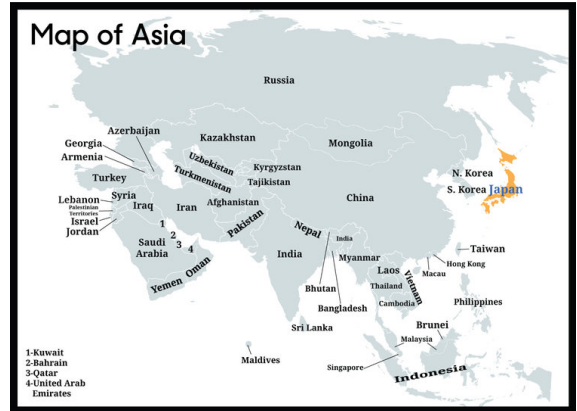 Map of Asia
Russia
Azerbaijan
Kazakhstan
Mongolia
Georgia
Armenia
Uzbekistan
Kyrgyzstan
N. Korea
Turkey
Turkmenistan
Tajikistan
S. Korea
Japan
Syria
China
Lebanon
Iraq
Iran
Afghanistan
Palestinian
Territories
Israel
Jordan
Pakistan
Nepal
1
2
3
4
Saudi
Arabia
India
India
Taiwan
Myanmar
Hong Kong
Oman
Laos
Macau
Yemen
Vietnam
Bhutan
Thailand
Bangladesh
Cambodia
Philippines
Sri Lanka
Brunei
Malaysia
Maldives
Singapore
Indonesia
1-Kuwait
2-Bahrain
3-Qatar
4-United Arab
Emirates